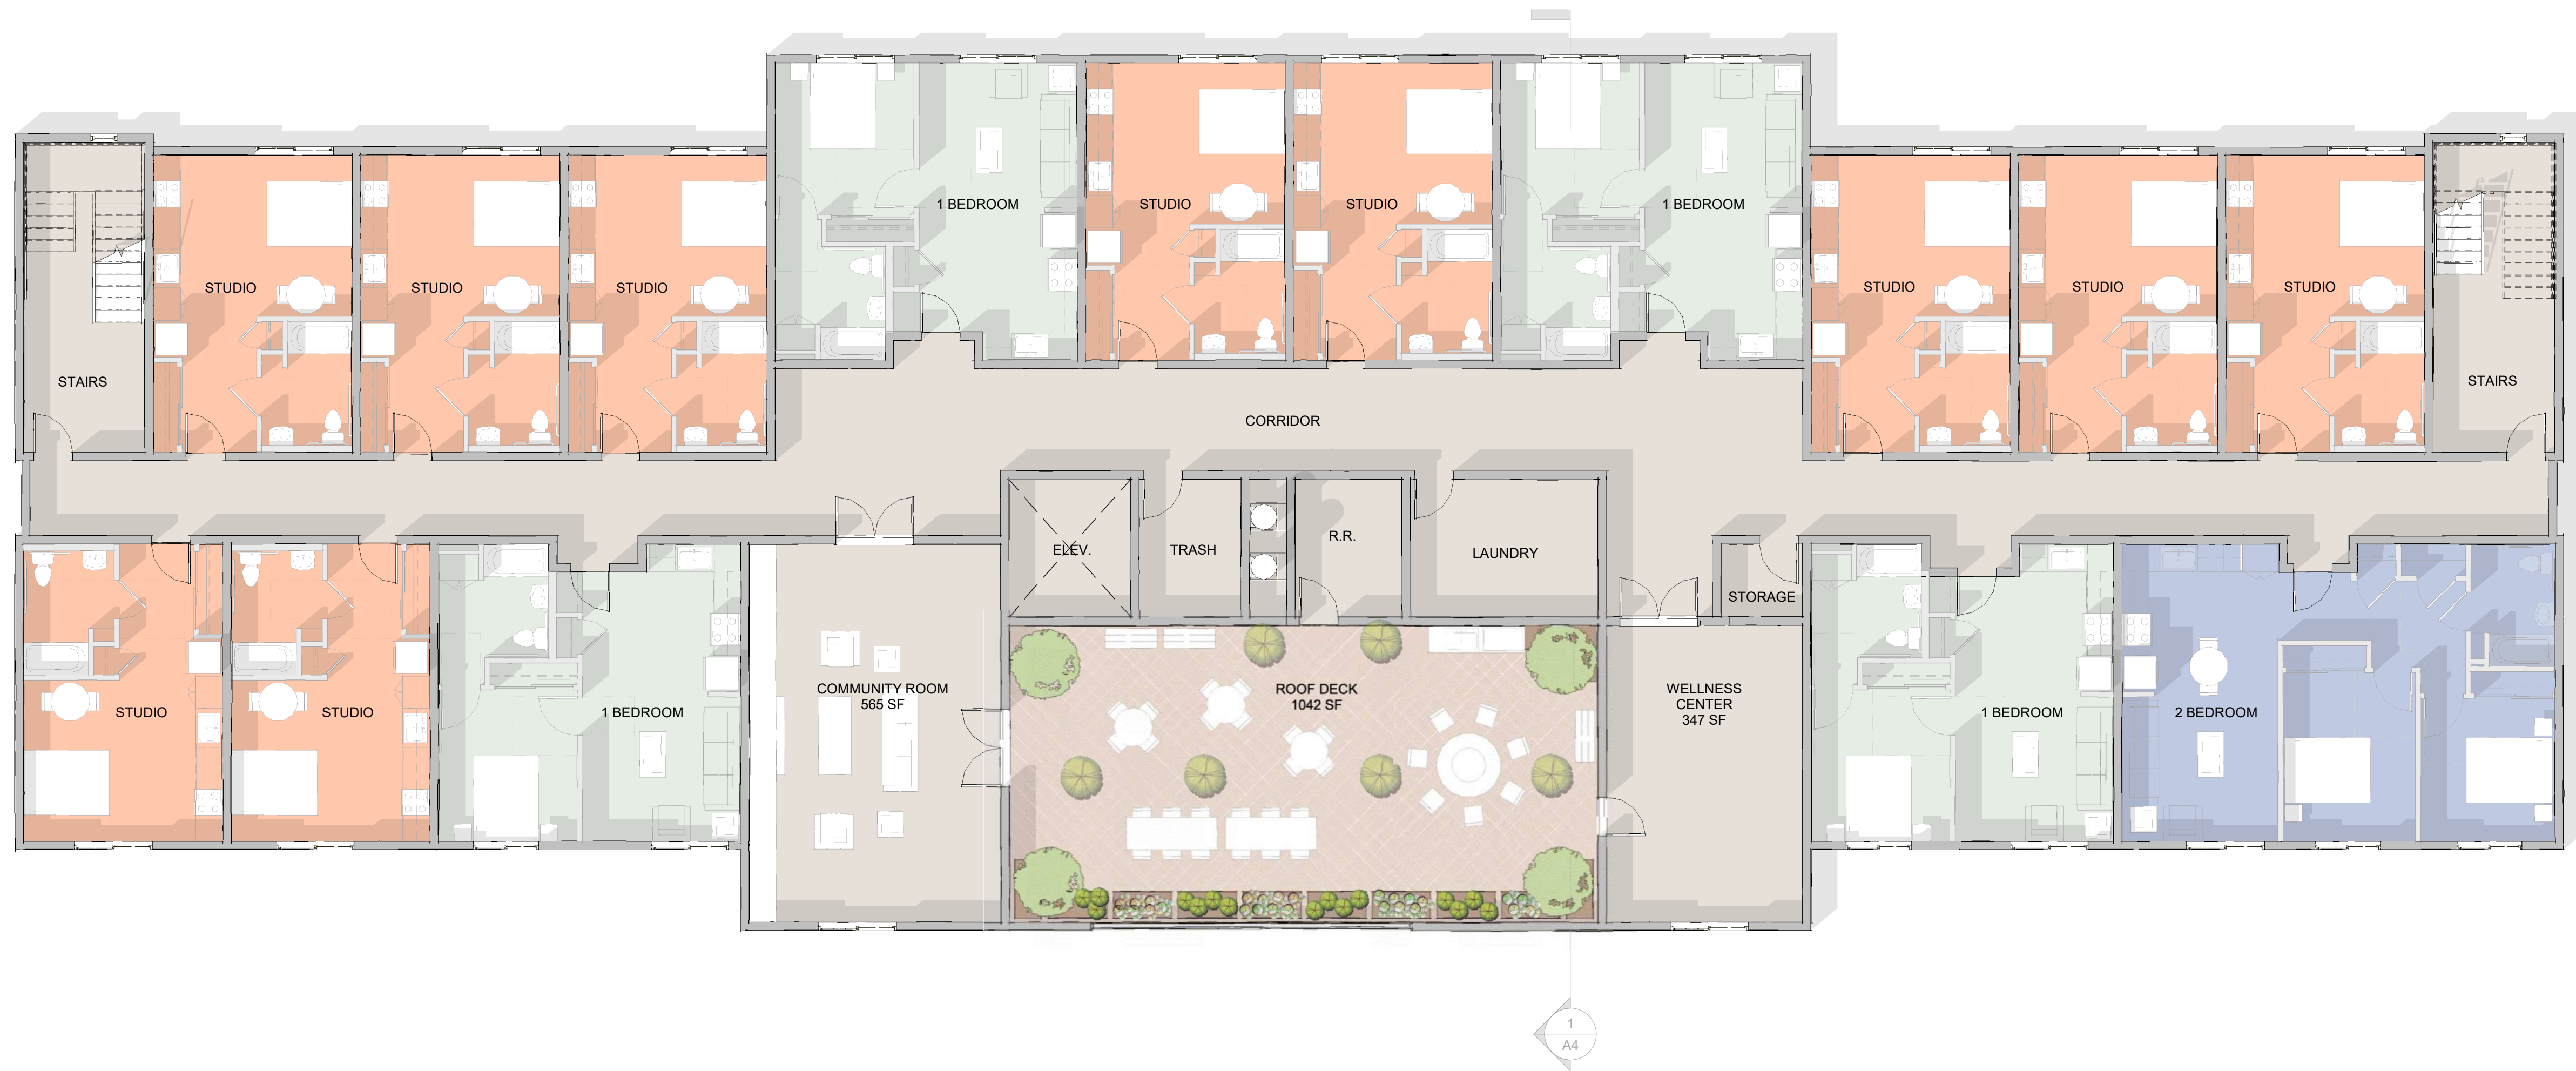 1 BEDROOM
STUDIO
STUDIO
1 BEDROOM
STUDIO
STUDIO
STUDIO
STUDIO
STUDIO
STUDIO
STAIRS
STAIRS
CORRIDOR
ELEV.
TRASH
R.R.
LAUNDRY
STORAGE
STUDIO
STUDIO
1 BEDROOM
COMMUNITY ROOM
565 SF
ROOF DECK
1042 SF
WELLNESS
CENTER
347 SF
1 BEDROOM
2 BEDROOM
1
A4